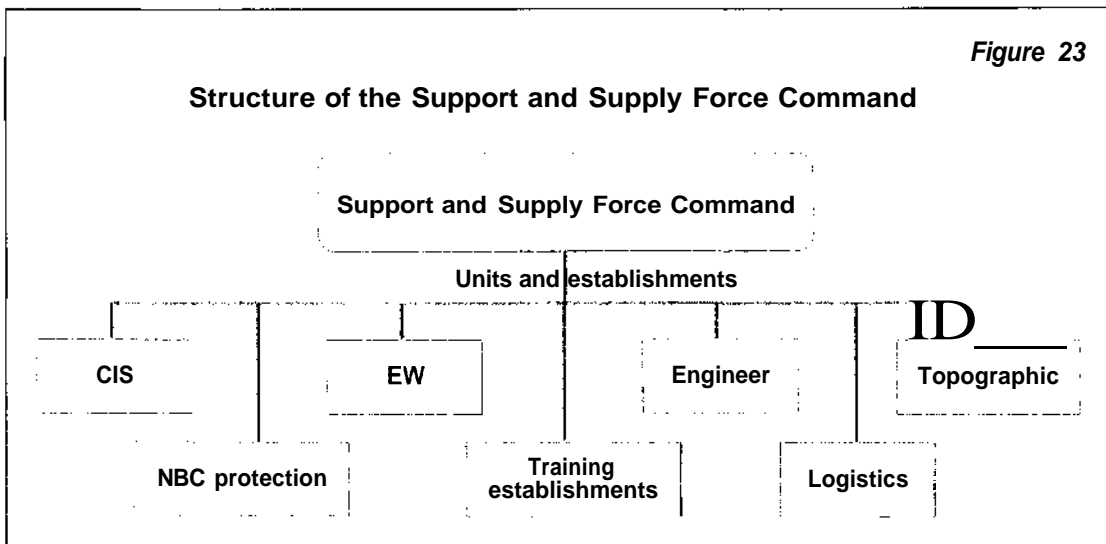 Figure 23
Structure of the Support and Supply Force Command
Support and Supply Force Command
Units and establishments
ID
CIS
EW
Engineer
Topographic
NBC protection
Training
establishments
Logistics